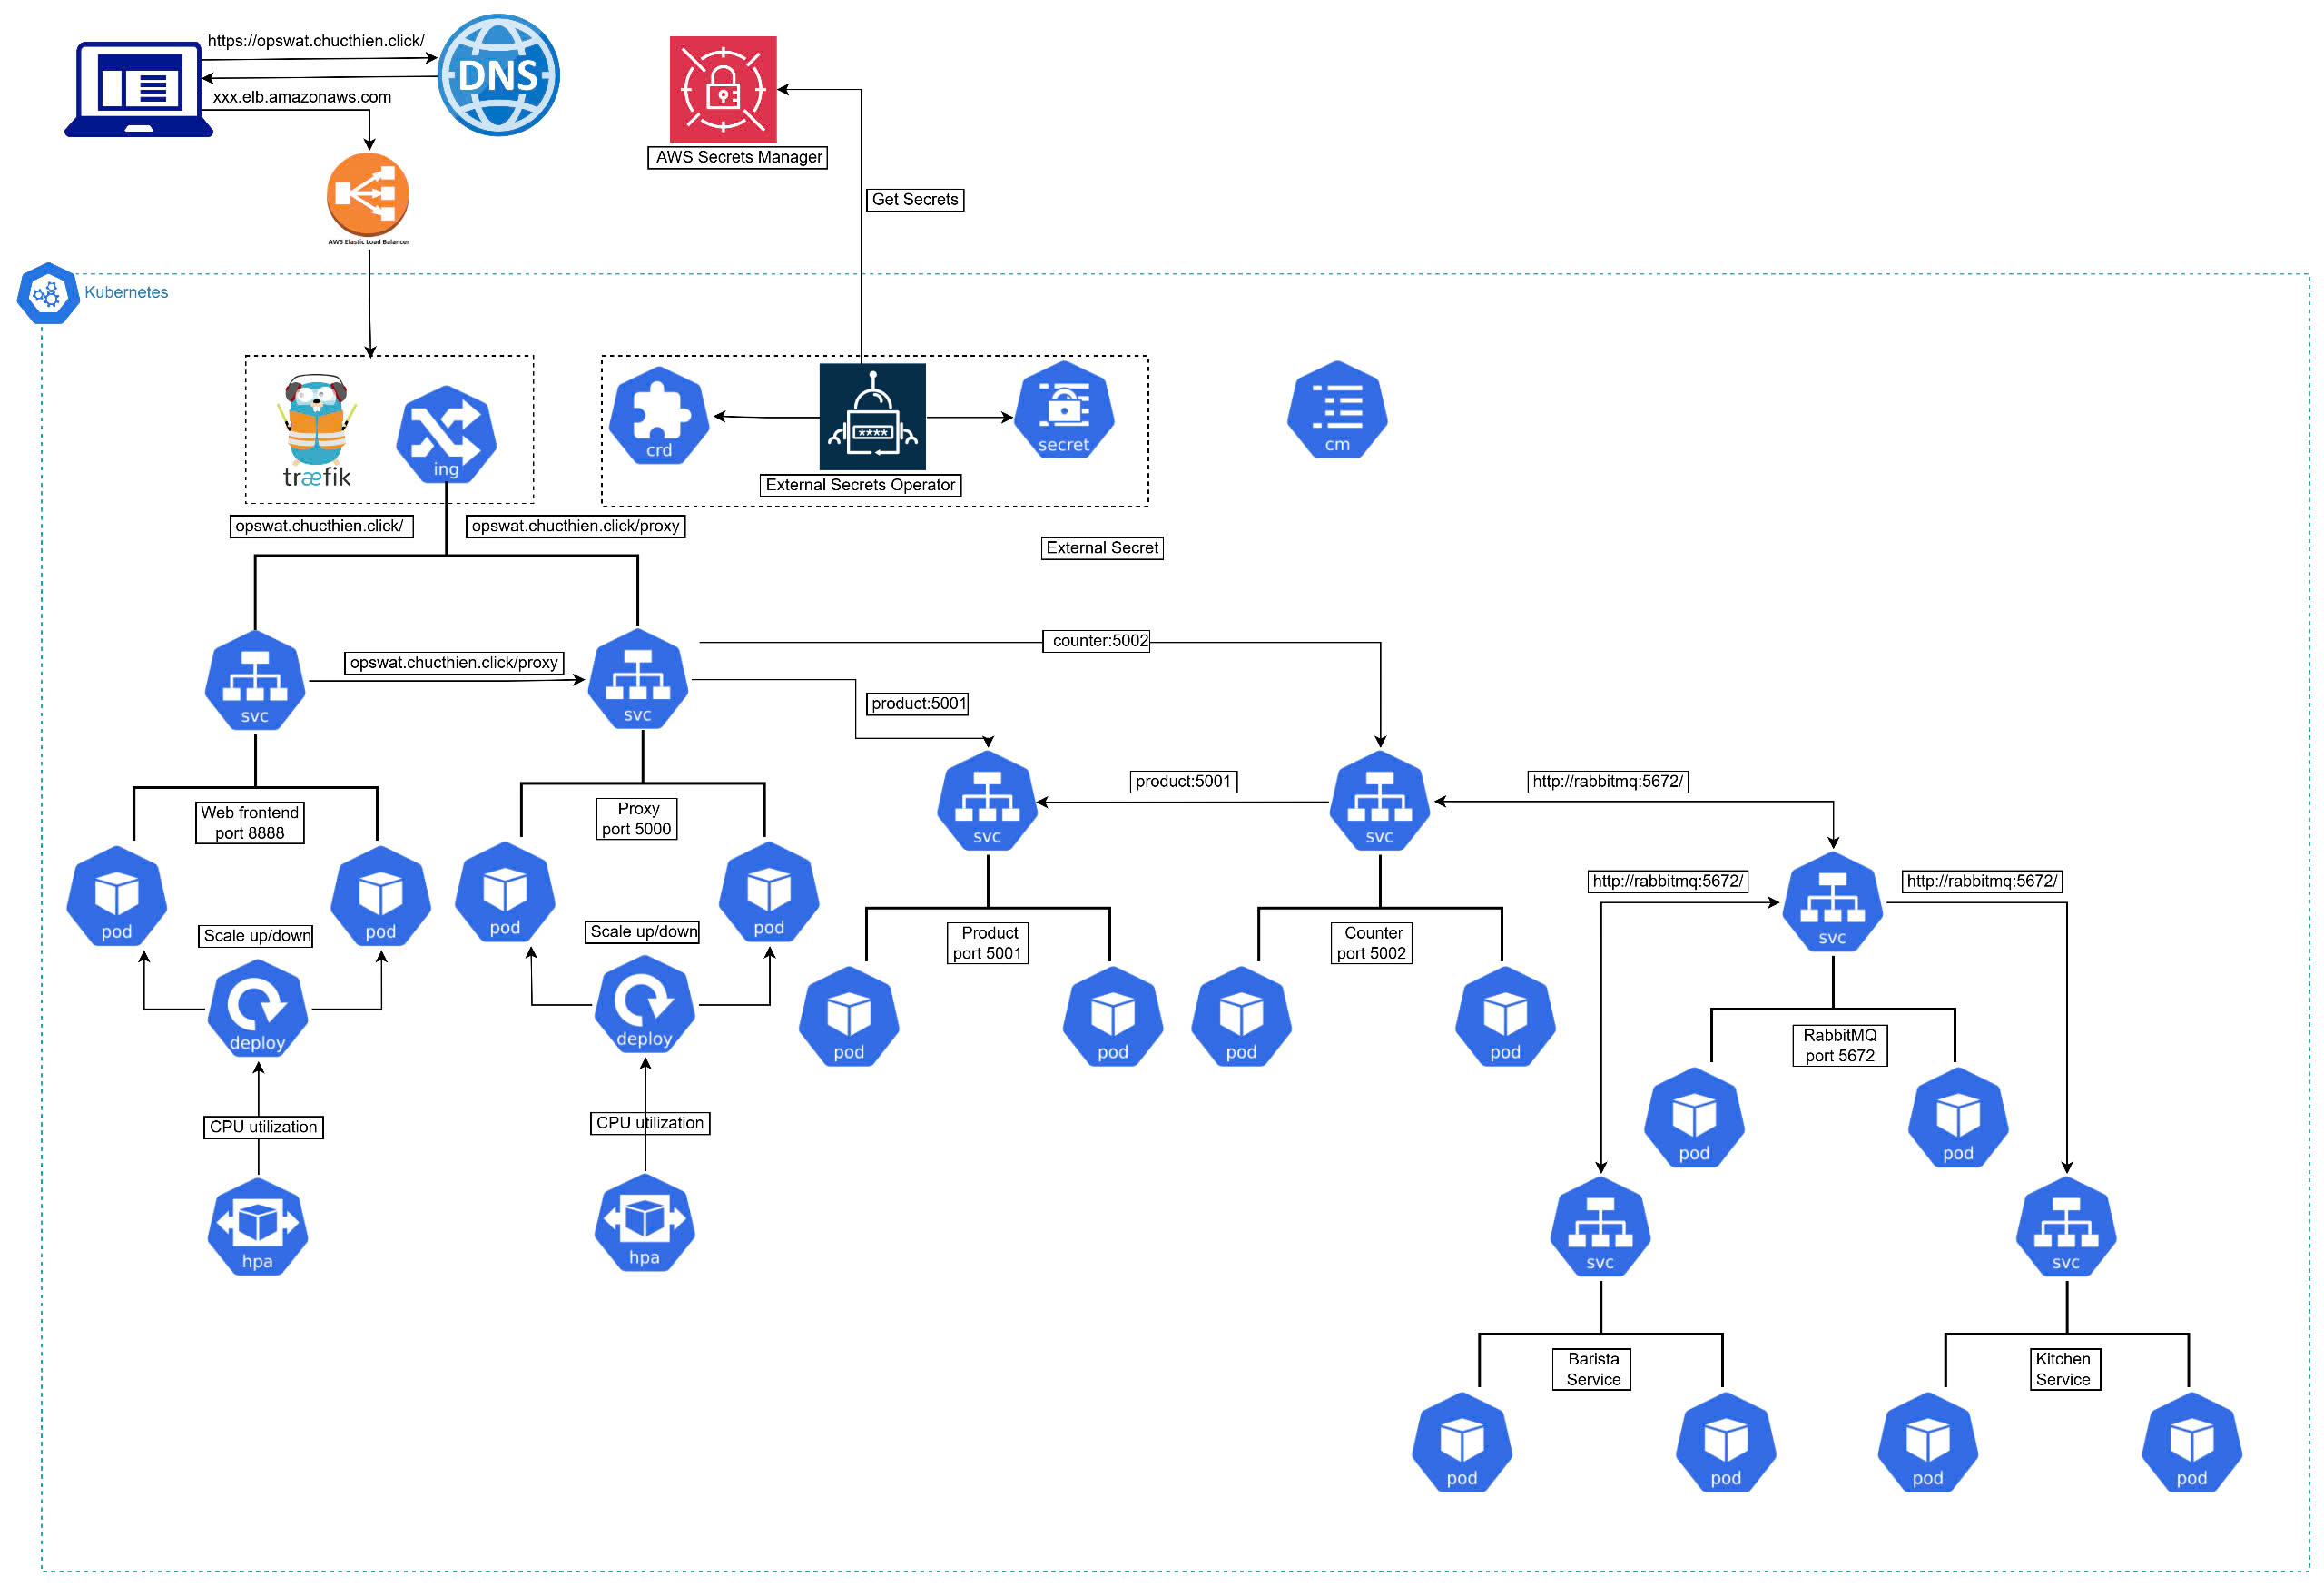 https://opswat.chucthien.click/
DNS
xxx.elb.amazonaws.com
AWS Secrets Manager
AWS Elastic Load Balancer
Get Secrets
Kubernetes
træfik
ing
crd
****
External Secrets Operator
secret
cm
opswat.chucthien.click/
opswat.chucthien.click/proxy
External Secret
counter:5002
opswat.chucthien.click/proxy
svc
svc
product:5001
product:5001
http://rabbitmq:5672/
svc
svc
Web frontend
port 8888
Proxy
port 5000
http://rabbitmq:5672/
http://rabbitmq:5672/
svc
pod
pod
pod
pod
Scale up/down
Scale up/down
Product
port 5001
Counter
port 5002
deploy
deploy
pod
pod
pod
pod
RabbitMQ
port 5672
CPU utilization
CPU utilization
pod
pod
hpa
hpa
svc
svc
Barista
Service
Kitchen
Service
pod
pod
pod
pod